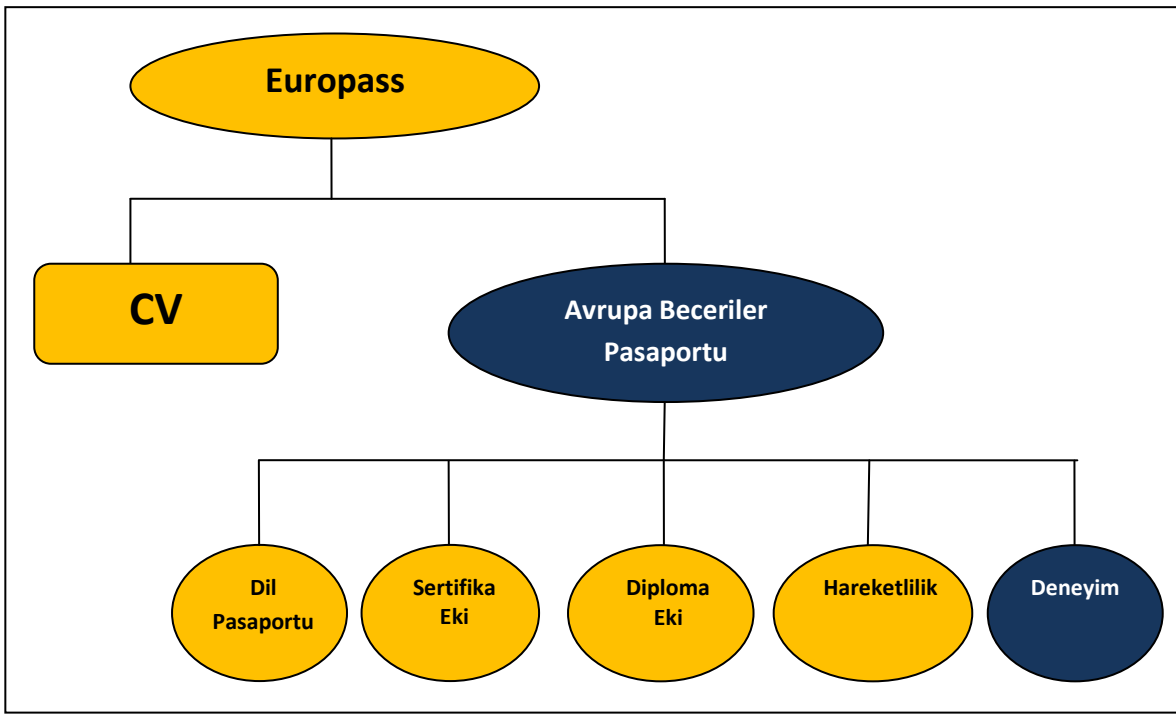 Europass
CV
Avrupa Beceriler
Pasaportu
Dil
Pasaportu
Sertifika
Eki
Diploma
Eki
Hareketlilik
Deneyim